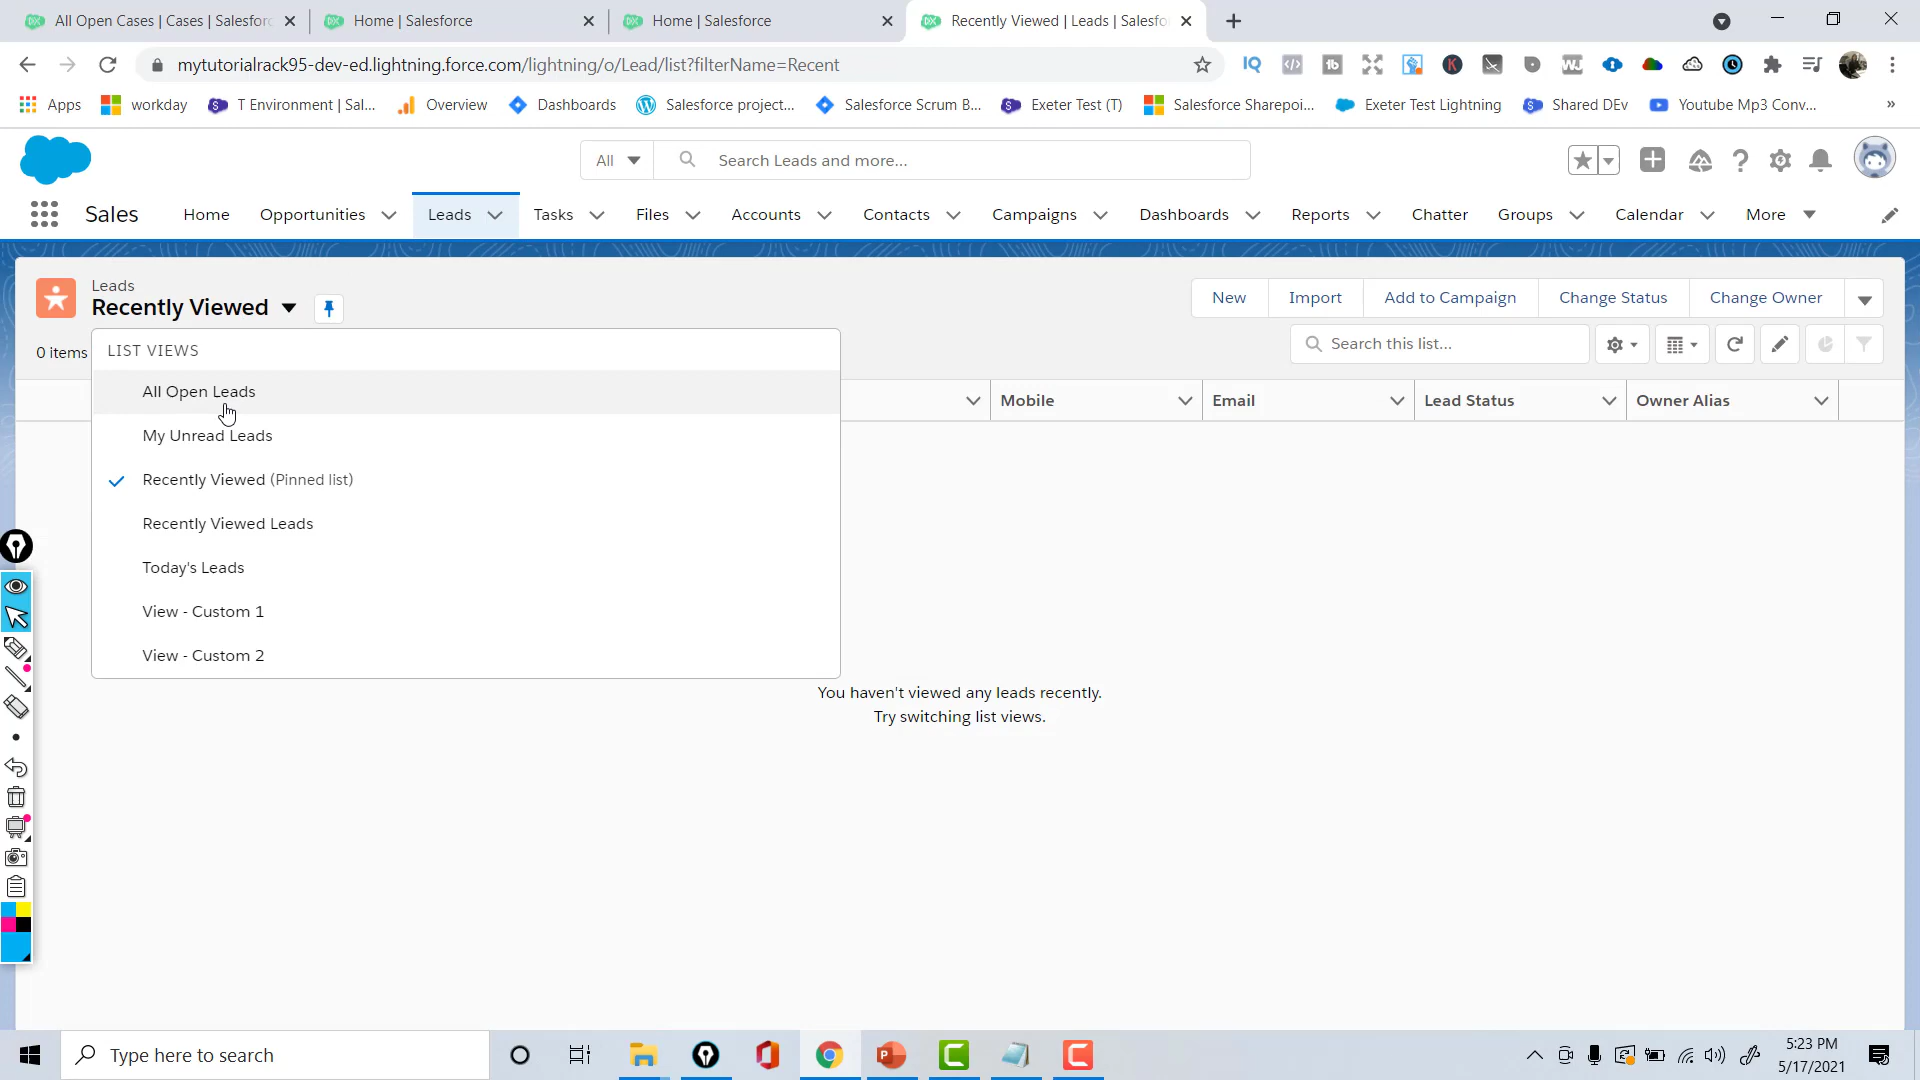 All Open Cases | Cases | Salesforc
Home | Salesforce
Home | Salesforce
Recently Viewed | Leads | Salesfo
mytutorialrack95-dev-ed.lightning.force.com/lightning/o/Lead/list?filterName=Recent
IQ
tb
K
WJ
Apps
workday
T Environment | Sal...
Overview
Dashboards
Salesforce project...
Salesforce Scrum B...
Exeter Test (T)
Salesforce Sharepoi...
Exeter Test Lightning
Shared DEv
Youtube Mp3 Conv...
»
All
Search Leads and more...
Sales
Home
Opportunities
Leads
Tasks
Files
Accounts
Contacts
Campaigns
Dashboards
Reports
Chatter
Groups
Calendar
More
Leads
Recently Viewed
New
Import
Add to Campaign
Change Status
Change Owner
0 items
Search this list...
LIST VIEWS
All Open Leads
My Unread Leads
Recently Viewed (Pinned list)
Recently Viewed Leads
Today's Leads
View - Custom 1
View - Custom 2
Mobile
Email
Lead Status
Owner Alias
You haven't viewed any leads recently.
Try switching list views.
Type here to search
5:23 PM
5/17/2021